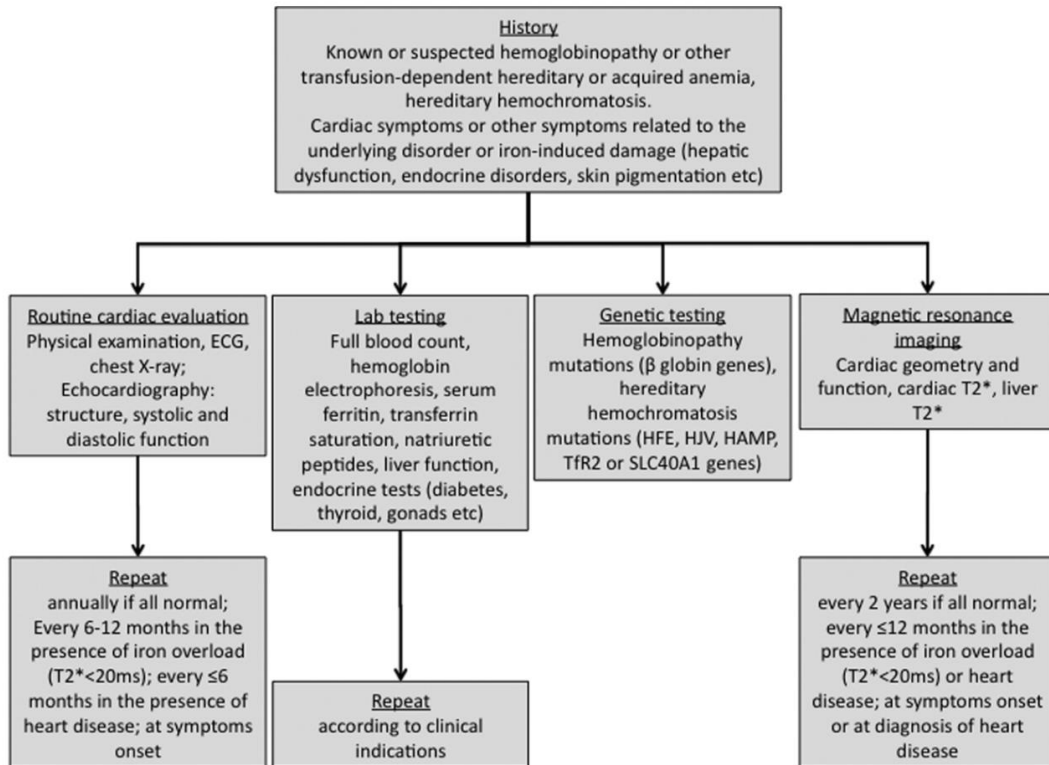 History
Known or suspected hemoglobinopathy or other
transfusion-dependent hereditary or acquired anemia,
hereditary hemochromatosis.
Cardiac symptoms or other symptoms related to the
underlying disorder or iron-induced damage (hepatic
dysfunction, endocrine disorders, skin pigmentation etc)
Routine cardiac evaluation
Physical examination, ECG,
chest X-ray;
Echocardiography:
structure, systolic and
diastolic function
Lab testing
Full blood count,
hemoglobin
electrophoresis, serum
ferritin, transferrin
saturation, natriuretic
peptides, liver function,
endocrine tests (diabetes,
thyroid, gonads etc)
Genetic testing
Hemoglobinopathy
mutations (β globin genes),
hereditary
hemochromatosis
mutations (HFE, HJV, HAMP,
TfR2 or SLC40A1 genes)
Magnetic resonance
imaging
Cardiac geometry and
function, cardiac T2*, liver
T2*
Repeat
annually if all normal;
Every 6-12 months in the
presence of iron overload
(T2*<20ms); every ≤6
months in the presence of
heart disease; at symptoms
onset
Repeat
according to clinical
indications
Repeat
every 2 years if all normal;
every ≤12 months in the
presence of iron overload
(T2*<20ms) or heart
disease; at symptoms onset
or at diagnosis of heart
disease